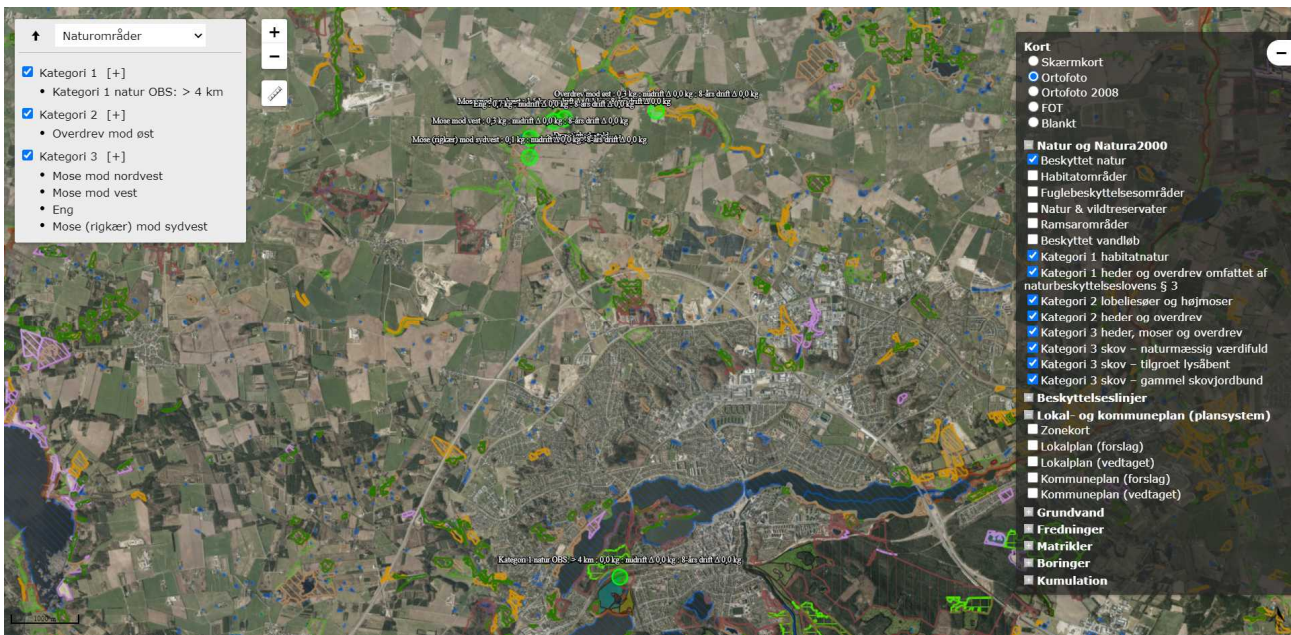 Naturområder
Kategori 1 [+]
Kategori 1 natur OBS: > 4 km
Kategori 2 [+]
Overdrev mod øst
Kategori 3 [+]
Mose mod nordvest
Mose mod vest
Eng
Mose (rigkær) mod sydvest
+
−
Overdrev mod øst : 0,3 kg ; nudrift Δ 0,0 kg ; 8-års drift Δ 0,0 kg
Mose mod vest : 0,3 kg ; nudrift Δ 0,0 kg ; 8-års drift Δ 0,0 kg
Mose (rigkær) mod sydvest : 0,1 kg ; nudrift Δ 0,0 kg ; 8-års drift Δ 0,0 kg
Kategori 1 natur OBS: > 4 km : 0,0 kg ; nudrift Δ 0,0 kg ; 8-års drift Δ 0,0 kg
1000 m
Kort
Skærmkort
Ortofoto
Ortofoto 2008
FOT
Blankt
Natur og Natura2000
Beskyttet natur
Habitatområder
Fuglebeskyttelsesområder
Natur & vildtreservater
Ramsarområder
Beskyttet vandløb
Kategori 1 habitatnatur
Kategori 1 heder og overdrev omfattet af
naturbeskyttelseslovens § 3
Kategori 2 lobeliesøer og højmoser
Kategori 2 heder og overdrev
Kategori 3 heder, moser og overdrev
Kategori 3 skov – naturmæssig værdifuld
Kategori 3 skov – tilgroet lysåbent
Kategori 3 skov – gammel skovjordbund
Beskyttelseslinjer
Lokal- og kommuneplan (plansystem)
Zonekort
Lokalplan (forslag)
Lokalplan (vedtaget)
Kommuneplan (forslag)
Kommuneplan (vedtaget)
Grundvand
Fredninger
Matrikler
Boringer
Kumulation